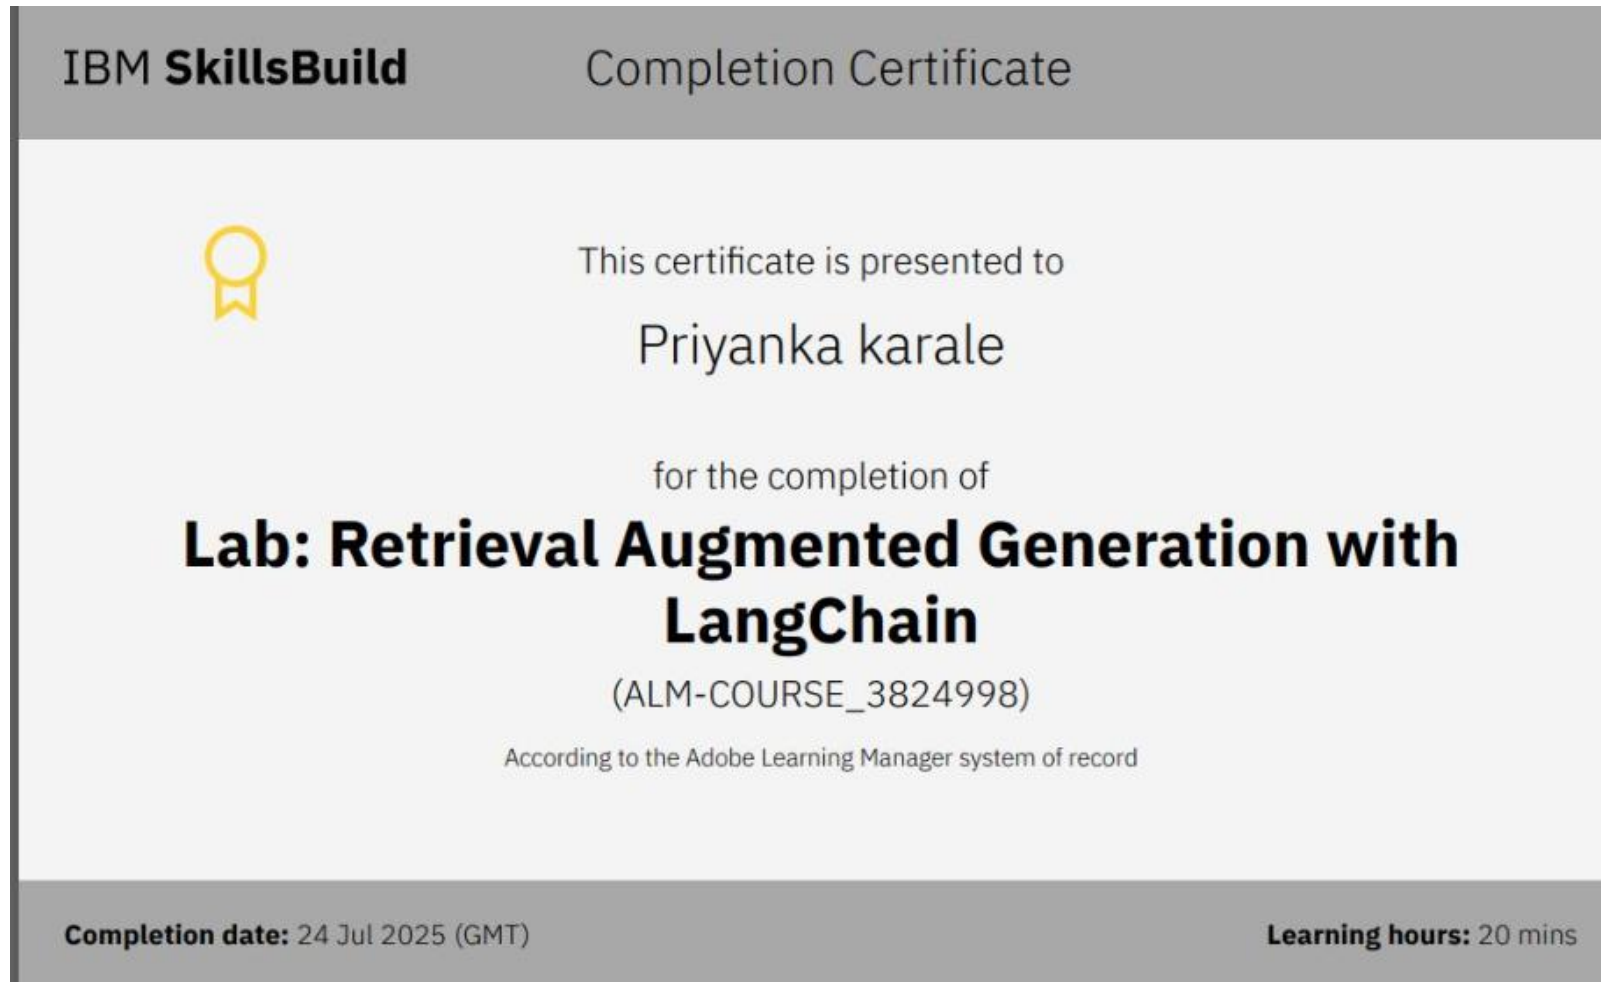 IBM SkillsBuild
Completion Certificate
This certificate is presented to
Priyanka karale
for the completion of
Lab: Retrieval Augmented Generation with
LangChain
(ALM-COURSE_3824998)
According to the Adobe Learning Manager system of record
Completion date: 24 Jul 2025 (GMT)
Learning hours: 20 mins